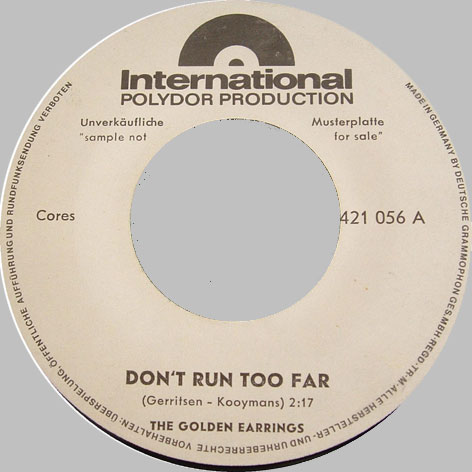 International
POLYDOR PRODUCTION
Unverkäufliche Musterplatte
"sample not for sale"
Cores 421 056 A
DON'T RUN TOO FAR
(Gerritsen - Kooymans) 2:17
THE GOLDEN EARRINGS
MADE IN GERMANY BY DEUTSCHE GRAMMOPHON GES.MBH·REGD·TR·M·ALLE HERSTELLER- UND URHEBERRECHTE VORBEHALTEN: ÜBERSPIELUNG, ÖFFENTLICHE AUFFÜHRUNG UND RUNDFUNKSENDUNG VERBOTEN